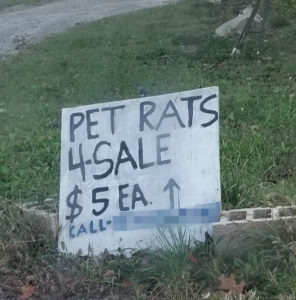 PET RATS
4-SALE
$5 EA. ↑
CALL-